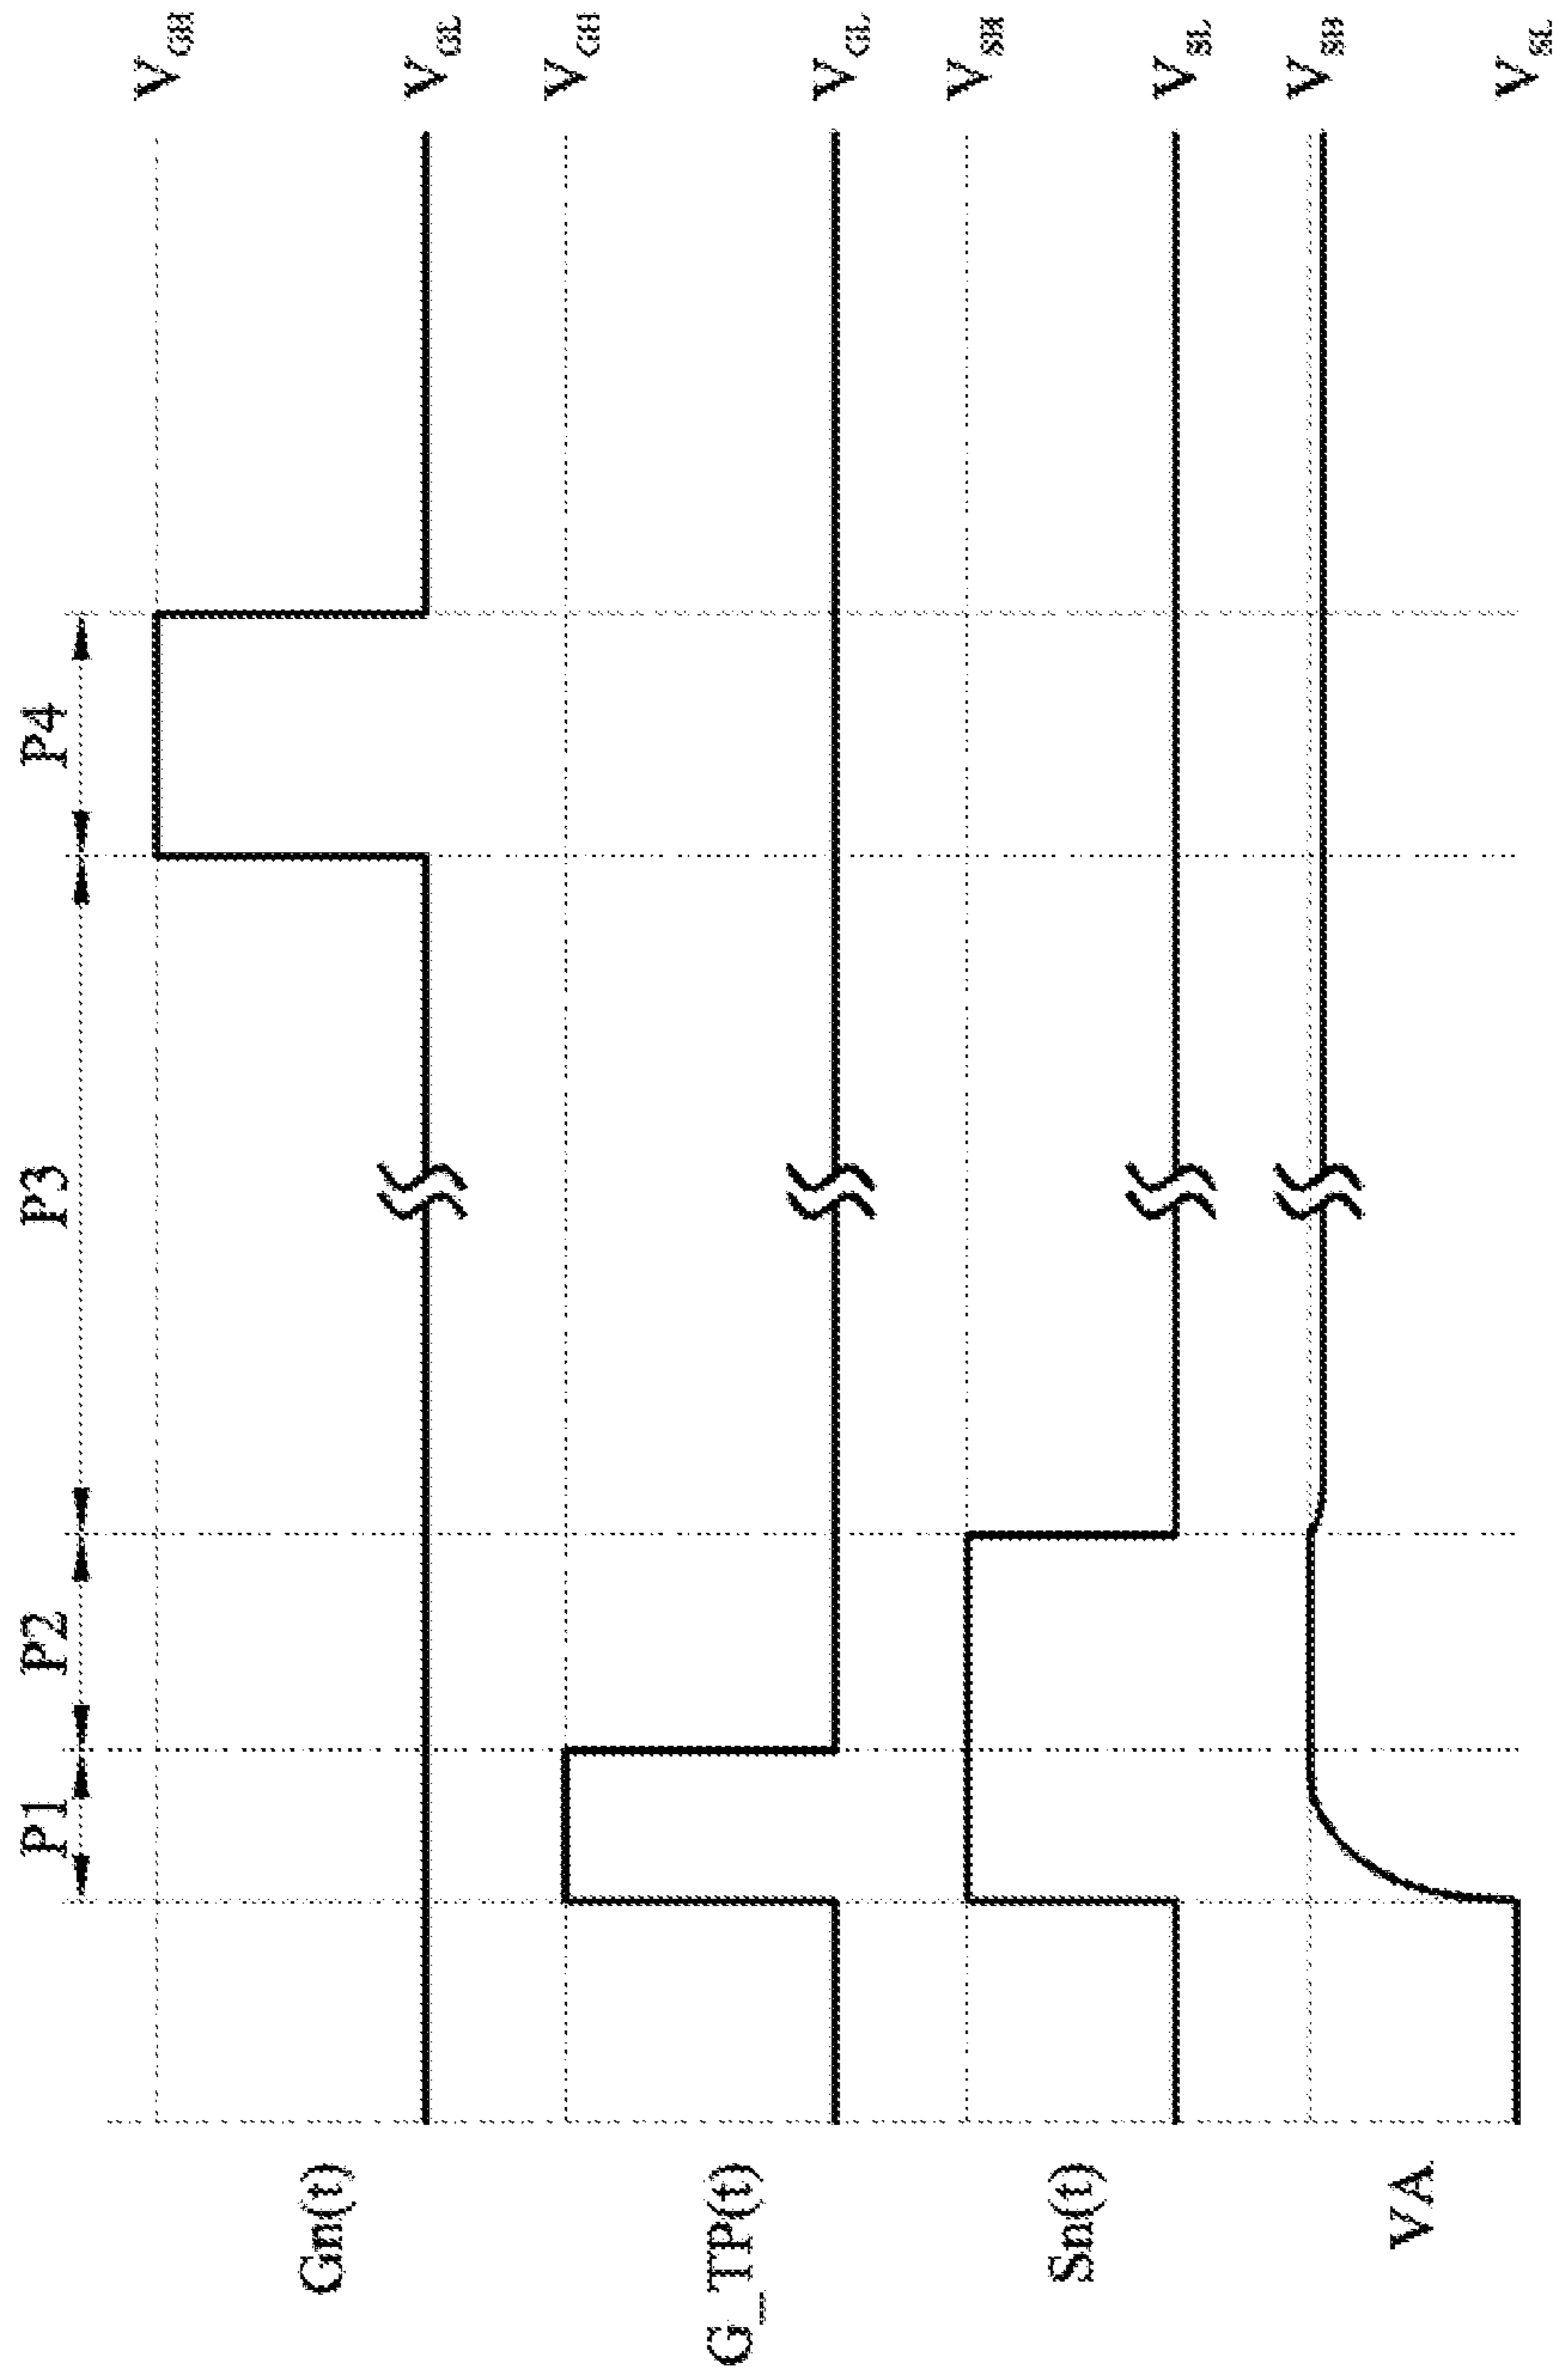 P1 P2 P3 P4
Gn(t) V_GH
V_GL
G_TP(t) V_GH
V_GL
Sn(t) V_SH
V_SL
VA V_SH
V_SL